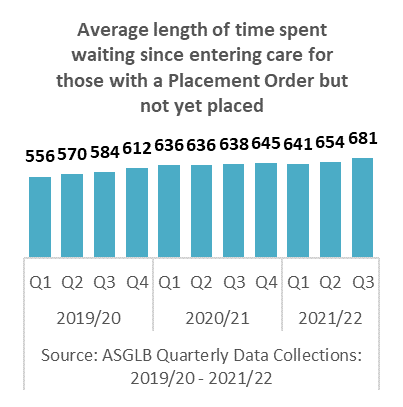 Average length of time spent
waiting since entering care for
those with a Placement Order but
not yet placed
556 570 584 612 636 636 638 645 641 654 681
Q1 Q2 Q3 Q4 Q1 Q2 Q3 Q4 Q1 Q2 Q3
2019/20 2020/21 2021/22
Source: ASGLB Quarterly Data Collections:
2019/20 - 2021/22